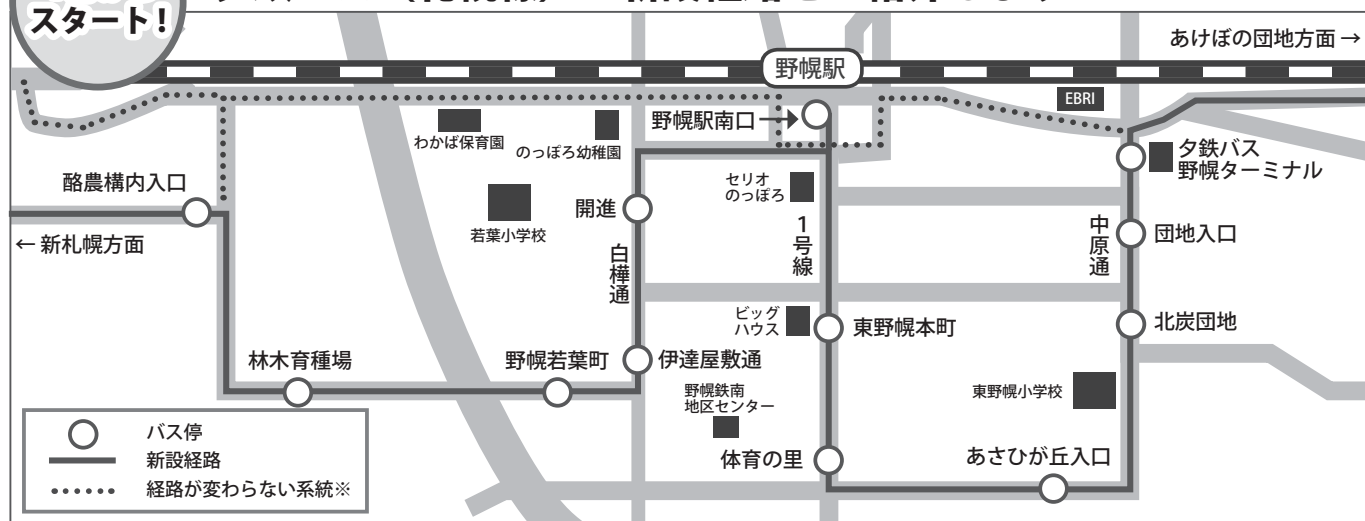 スタート!
あけぼの団地方面→
野幌駅
EBRI
野幌駅南口
わかば保育園
のっぽろ幼稚園
夕鉄バス
野幌ターミナル
酪農構内入口
セリオ
のっぽろ
開進
若葉小学校
1号線
中原通
団地入口
←新札幌方面
白樺通
ビッグ
ハウス
東野幌本町
北炭団地
林木育種場
野幌若葉町
伊達屋敷通
野幌鉄南
地区センター
東野幌小学校
体育の里
あさひが丘入口
バス停
新設経路
経路が変わらない系統※